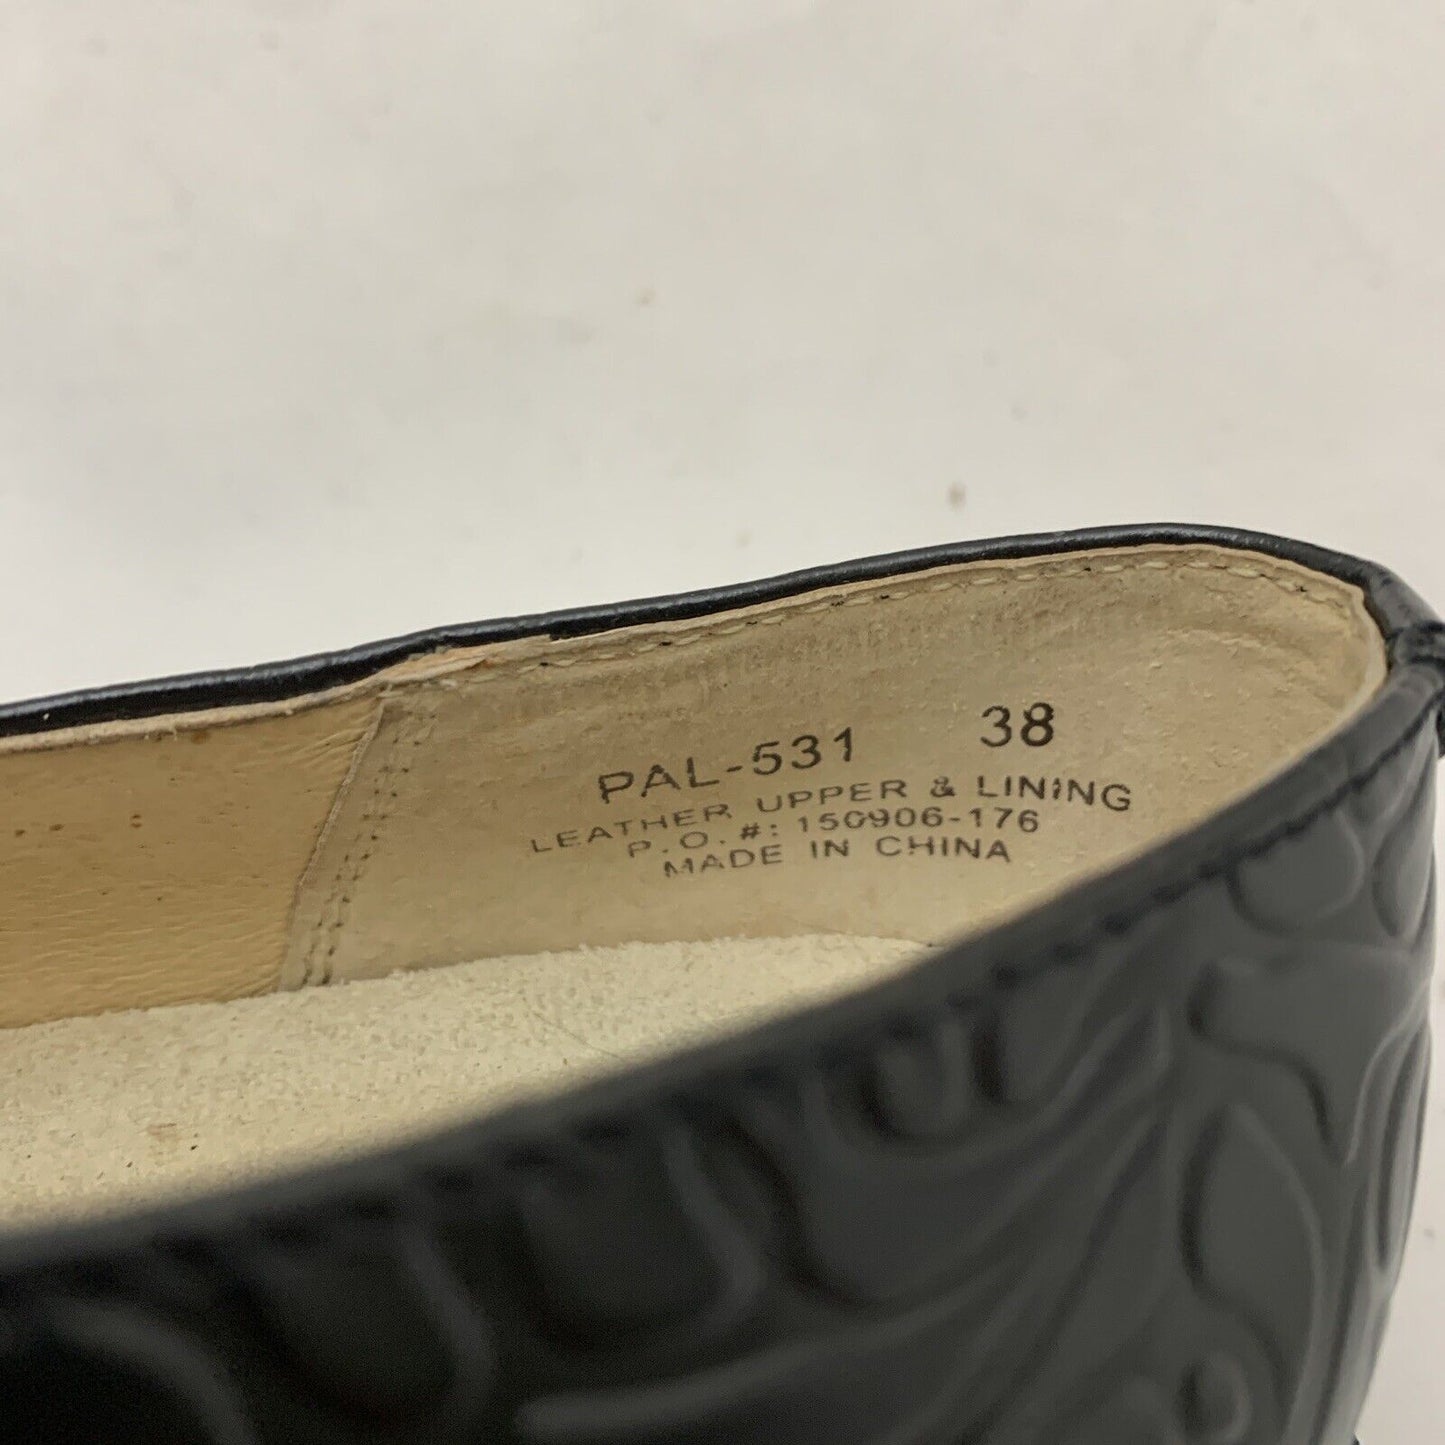 PAL-531 38
LEATHER UPPER & LINING
P.O.#: 150906-176
MADE IN CHINA